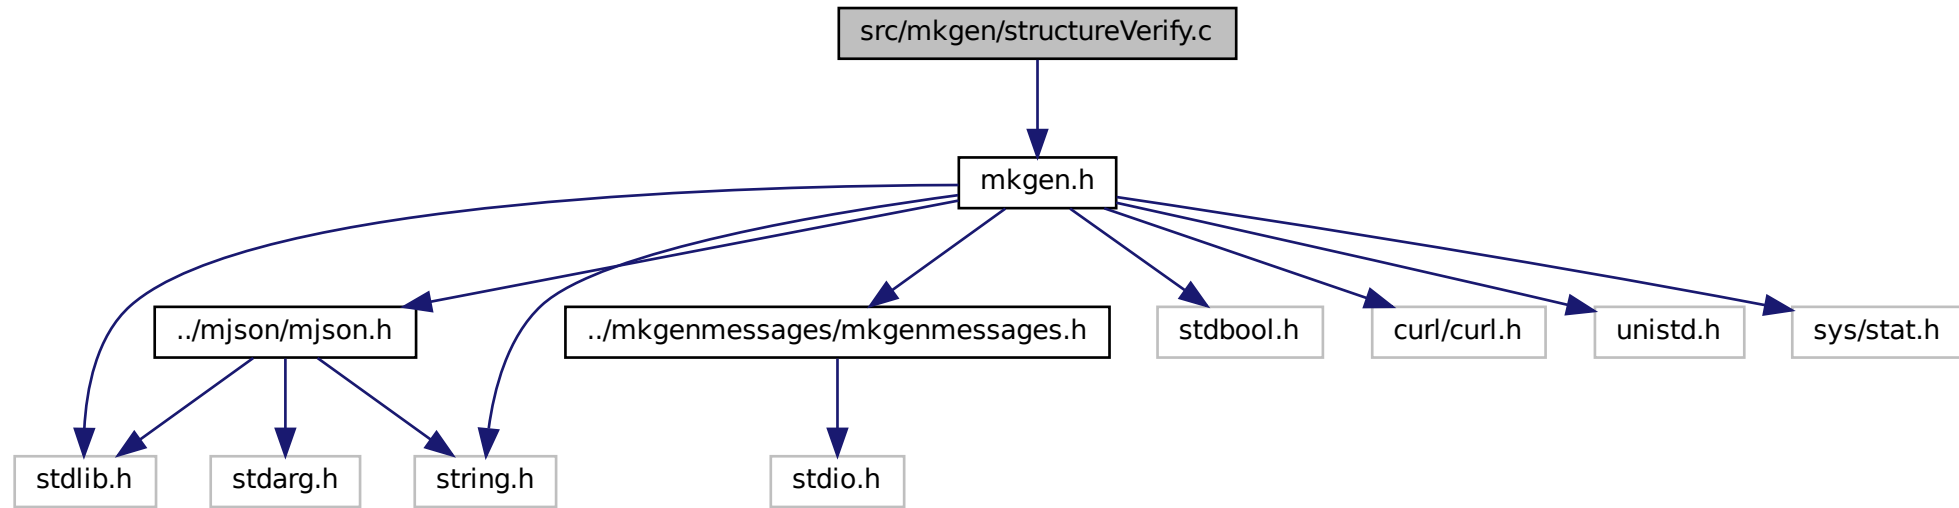 src/mkgen/structureVerify.c
mkgen.h
../mjson/mjson.h
../mkgenmessages/mkgenmessages.h
stdbool.h
curl/curl.h
unistd.h
sys/stat.h
stdlib.h
stdarg.h
string.h
stdio.h